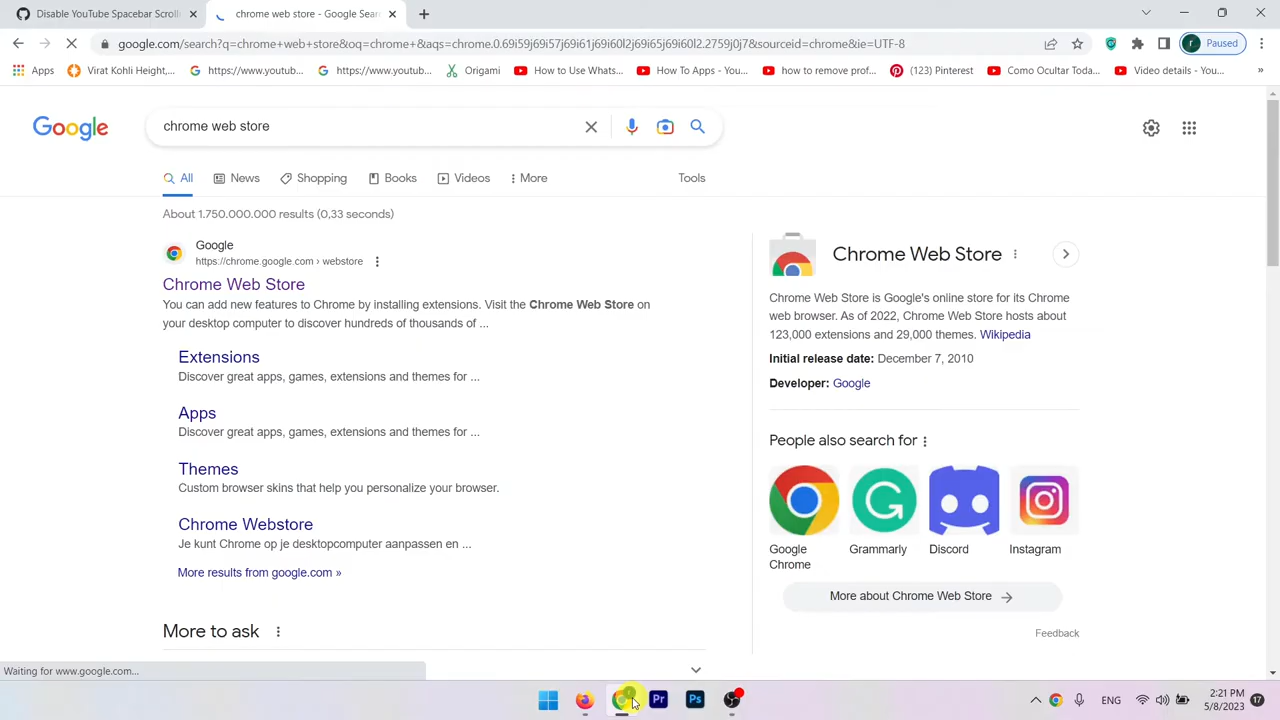 Disable YouTube Spacebar Scroll
chrome web store - Google Sear
google.com/search?q=chrome+web+store&oq=chromeu&aqs=chrome.0.69i59j69i57j69i61j69i60l2j69i65j69i60l2.2759j0j7&sourceid=chrome&ie=UTF-8
Paused
Apps
Virat Kohli Height,...
https://www.youtub...
https://www.youtub...
Origami
How to Use Whats...
How To Apps - You...
how to remove prof...
(123) Pinterest
Como Ocultar Toda...
Video details - You...
»
Google
chrome web store
All
News
Shopping
Books
Videos
More
Tools
About 1.750.000.000 results (0,33 seconds)
Google
https://chrome.google.com › webstore
Chrome Web Store
You can add new features to Chrome by installing extensions. Visit the Chrome Web Store on
your desktop computer to discover hundreds of thousands of ...
Extensions
Discover great apps, games, extensions and themes for ...
Apps
Discover great apps, games, extensions and themes for ...
Themes
Custom browser skins that help you personalize your browser.
Chrome Webstore
Je kunt Chrome op je desktopcomputer aanpassen en ...
More results from google.com »
More to ask
Chrome Web Store
Chrome Web Store is Google's online store for its Chrome
web browser. As of 2022, Chrome Web Store hosts about
123,000 extensions and 29,000 themes. Wikipedia
Initial release date: December 7, 2010
Developer: Google
People also search for
Google
Chrome
Grammarly
Discord
Instagram
More about Chrome Web Store
Feedback
Waiting for www.google.com...
Pr
Ps
ENG
2:21 PM
5/8/2023
17